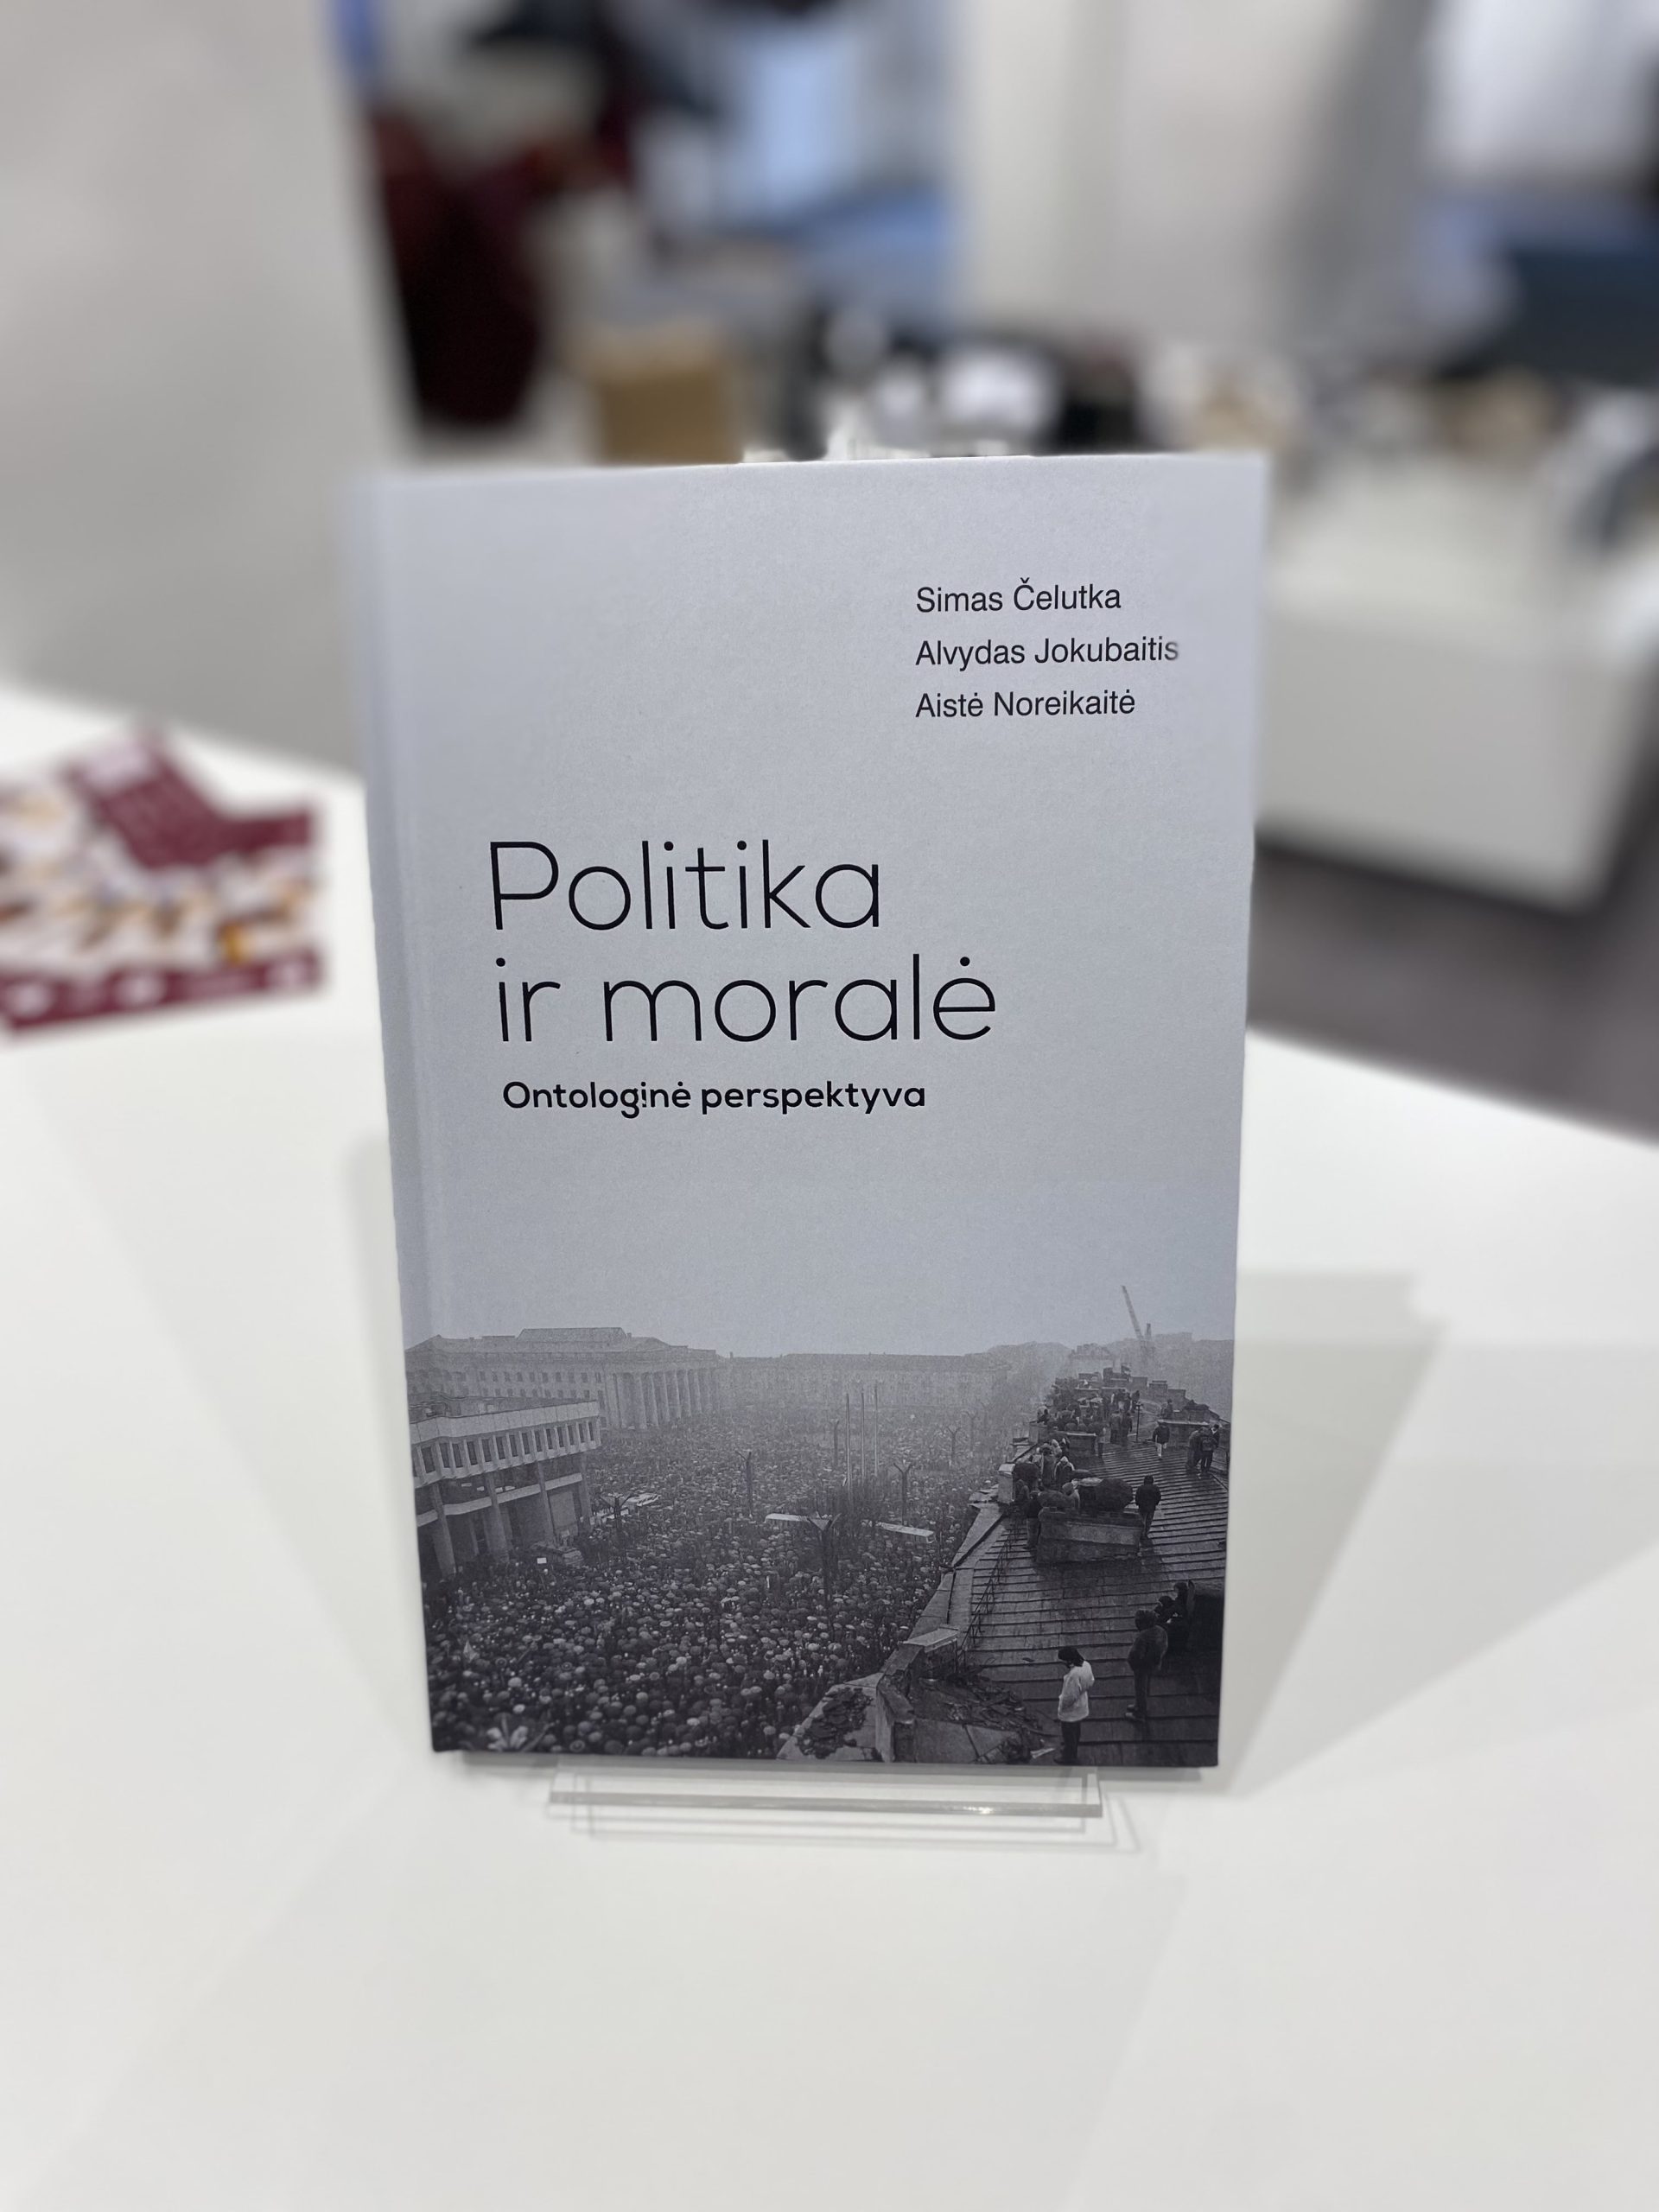 Simas Čelutka
Alvydas Jokubaitis
Aistė Noreikaitė
Politika
ir moralė
Ontologinė perspektyva